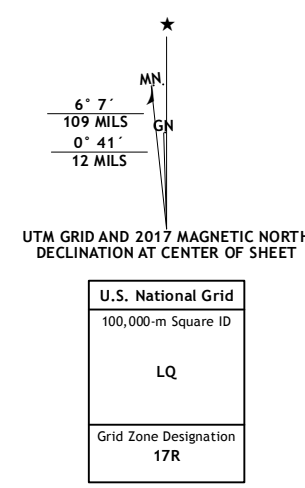 ★
MN.
6° 7´
109 MILS
GN
0° 41´
12 MILS
UTM GRID AND 2017 MAGNETIC NORTH
DECLINATION AT CENTER OF SHEET
U.S. National Grid
100,000-m Square ID
LQ
Grid Zone Designation
17R